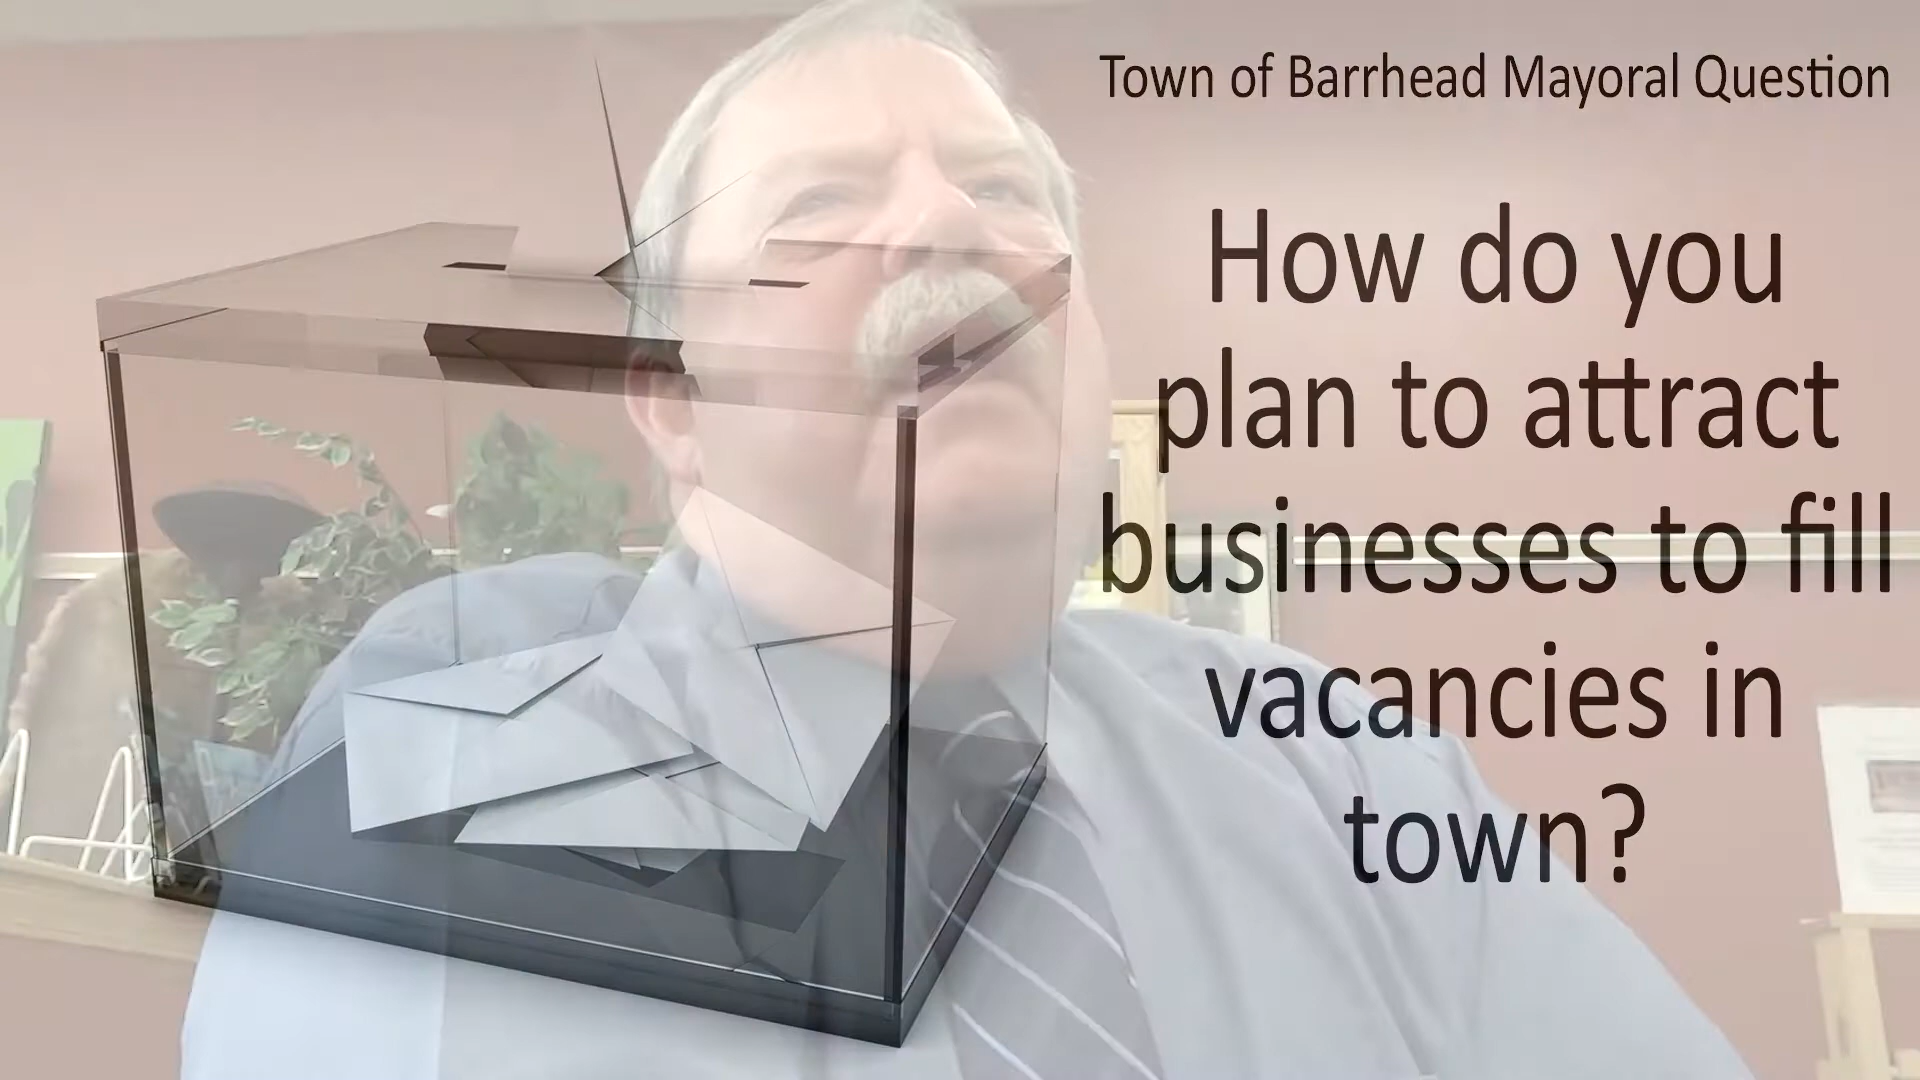 Town of Barrhead Mayoral Question
How do you
plan to attract
businesses to fill
vacancies in
town?